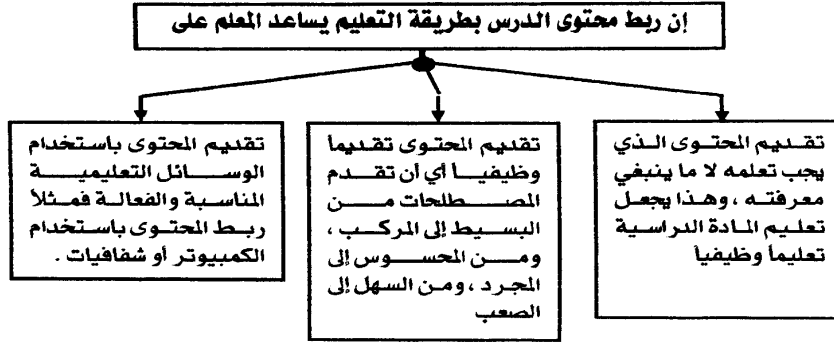 إن ربط محتوى الدرس بطريقة التعليم يساعد المعلم على
تقديم المحتوى الذي
يجب تعلمه لا ما ينبغي
معرفته ، وهذا يجعل
تعليم المادة الدراسية
تعليماً وظيفياً
تقديم المحتوى تقديماً
وظيفياً أي أن تقدم
المصطلحات من
البسيط إلى المركب ،
ومن المحسوس إلى
المجرد ، ومن السهل إلى
الصعب
تقديم المحتوى باستخدام
الوسائل التعليمية
المناسبة والفعالة فمثلاً
ربط المحتوى باستخدام
الكمبيوتر أو شفافيات .